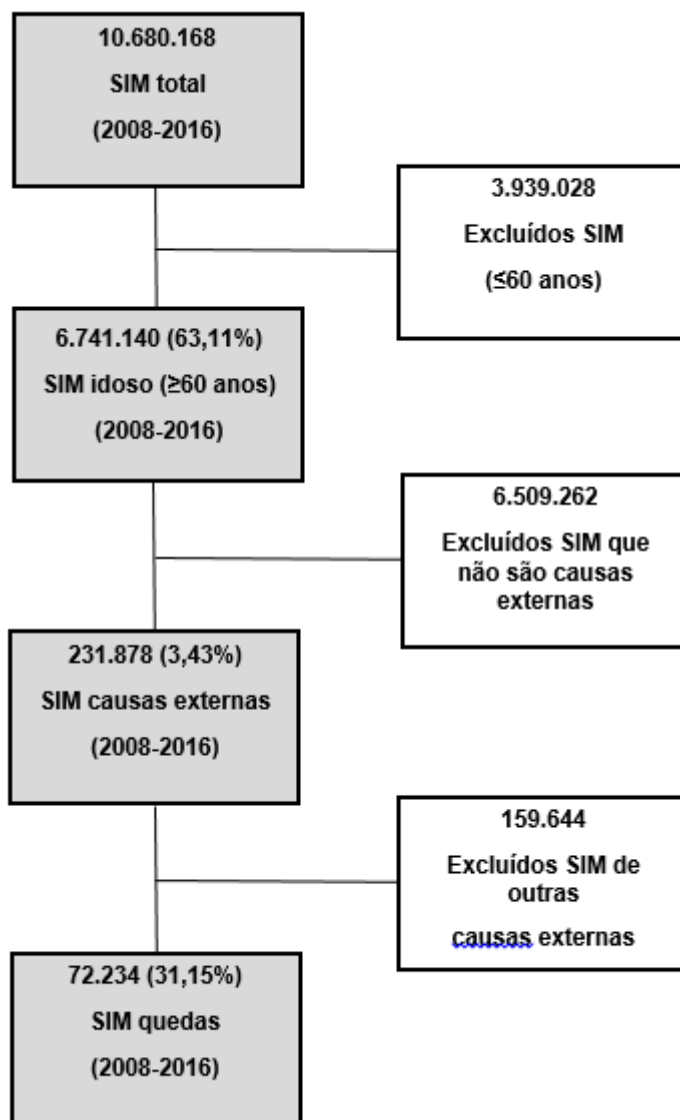 10.680.168
SIM total
(2008-2016)
3.939.028
Excluídos SIM
(≤60 anos)
6.741.140 (63,11%)
SIM idoso (≥60 anos)
(2008-2016)
6.509.262
Excluídos SIM que
não são causas
externas
231.878 (3,43%)
SIM causas externas
(2008-2016)
159.644
Excluídos SIM de
outras
causas externas
72.234 (31,15%)
SIM quedas
(2008-2016)